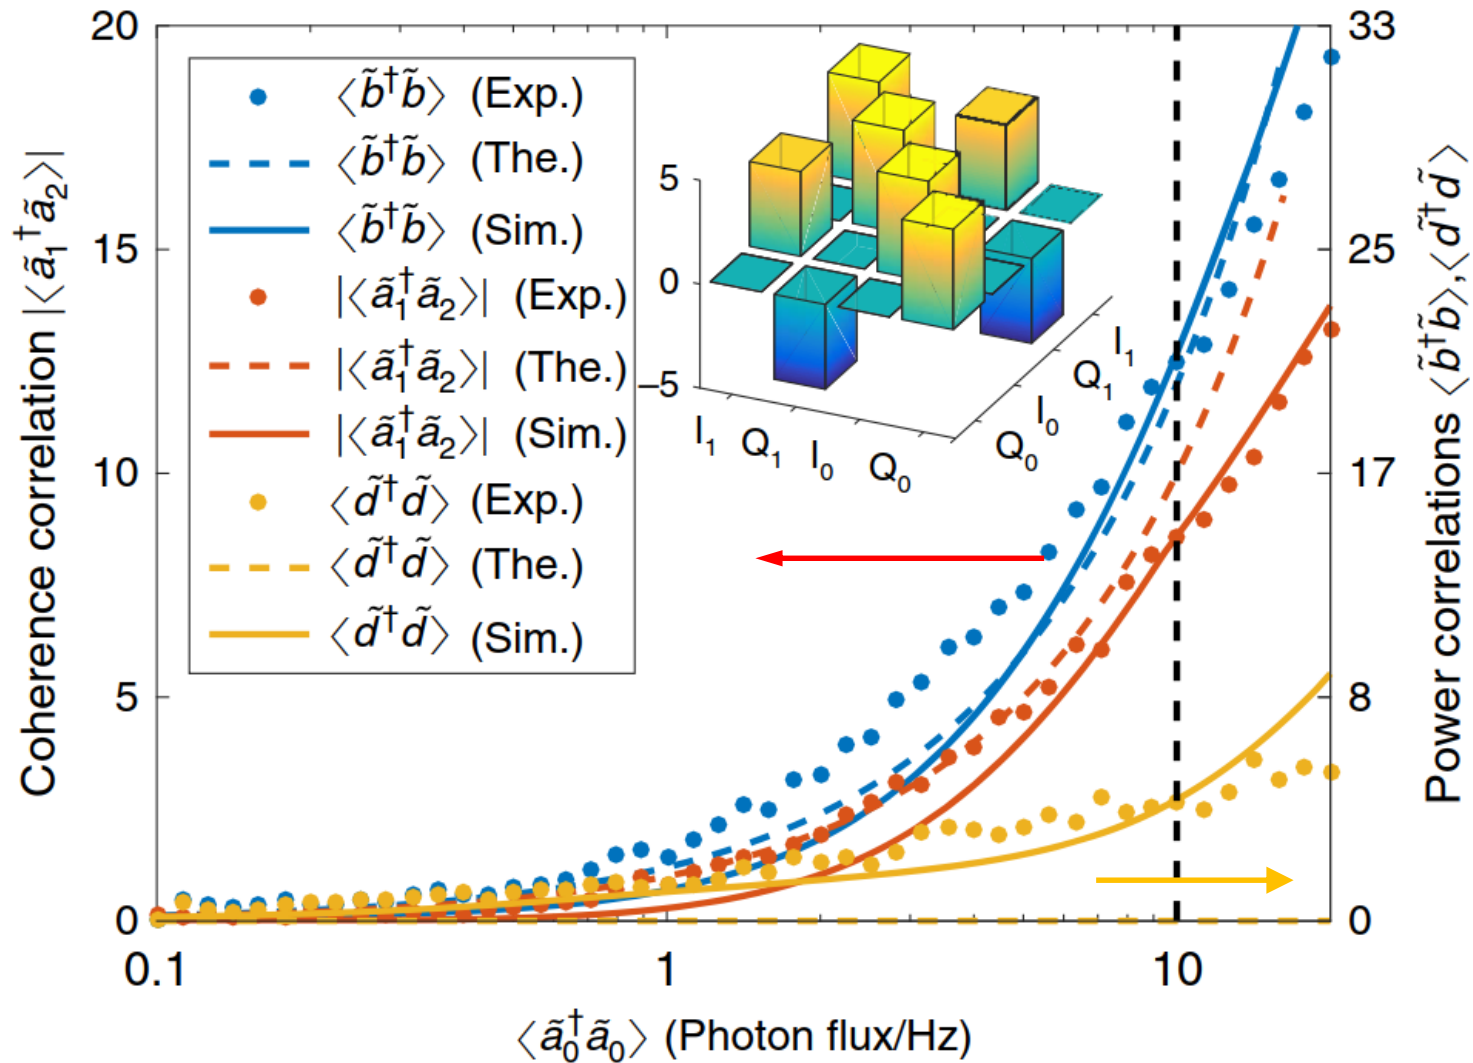 20
15
10
5
0
Coherence correlation |⟨ã₁†ã₂⟩|
⟨b̃†b̃⟩ (Exp.)
⟨b̃†b̃⟩ (The.)
⟨b̃†b̃⟩ (Sim.)
|⟨ã₁†ã₂⟩| (Exp.)
|⟨ã₁†ã₂⟩| (The.)
|⟨ã₁†ã₂⟩| (Sim.)
⟨d̃†d̃⟩ (Exp.)
⟨d̃†d̃⟩ (The.)
⟨d̃†d̃⟩ (Sim.)
5
0
−5
I₁ Q₁ I₀ Q₀
Q₀ I₀ Q₁ I₁
33
25
17
8
0
Power correlations ⟨b̃†b̃⟩,⟨d̃†d̃⟩
0.1 1 10
⟨ã₀†ã₀⟩ (Photon flux/Hz)